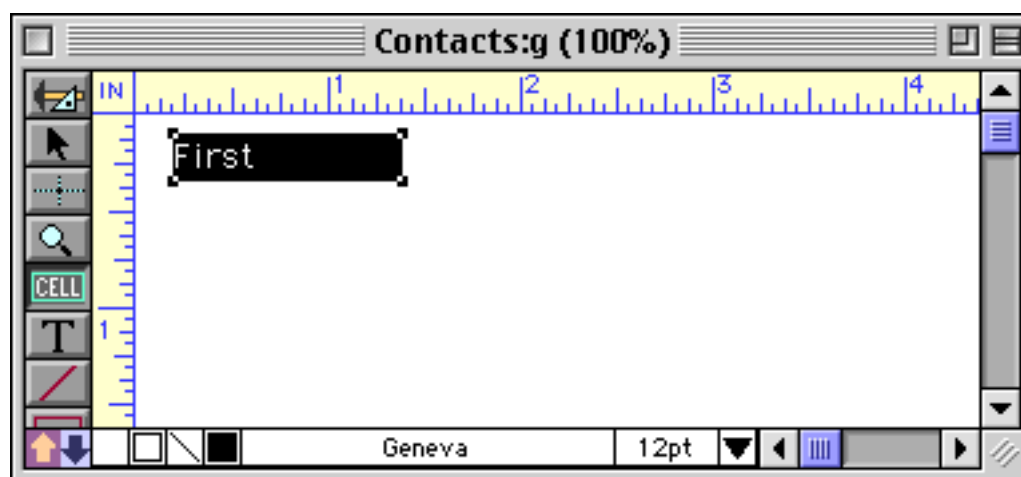 Contacts:g (100%)
IN 1 2 3 4
First
CELL
T
1
Geneva 12pt